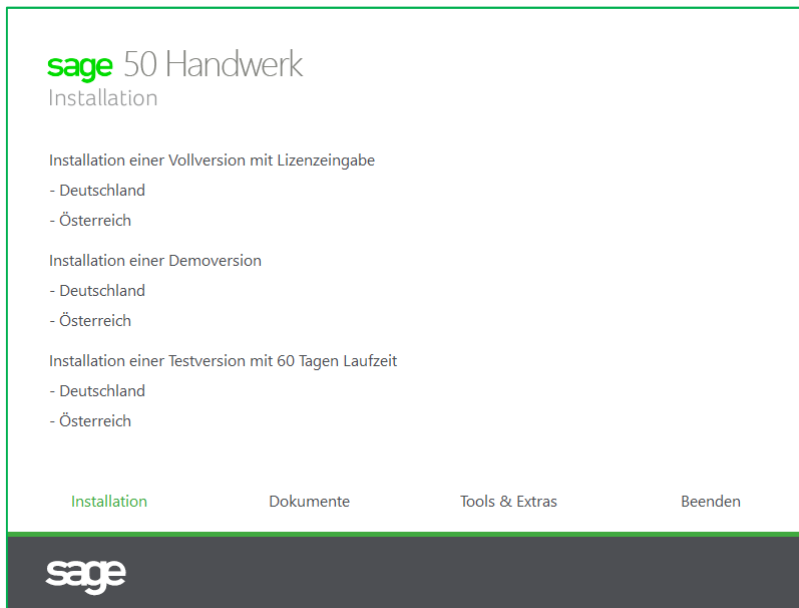 sage 50 Handwerk
Installation
Installation einer Vollversion mit Lizenzeingabe
- Deutschland
- Österreich
Installation einer Demoversion
- Deutschland
- Österreich
Installation einer Testversion mit 60 Tagen Laufzeit
- Deutschland
- Österreich
Installation Dokumente Tools & Extras Beenden
sage